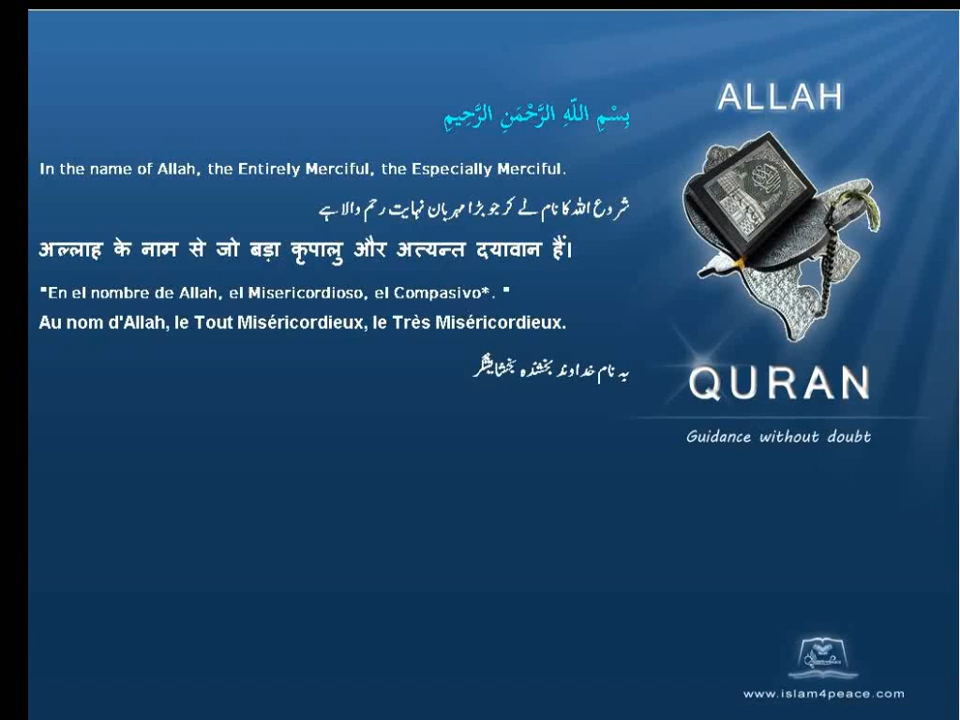 بِسْمِ اللّهِ الرَّحْمَنِ الرَّحِيمِ
In the name of Allah, the Entirely Merciful, the Especially Merciful.
شروع اللہ کا نام لے کر جو بڑا مہربان نہایت رحم والا ہے
अल्लाह के नाम से जो बड़ा कृपालु और अत्यन्त दयावान हैं।
"En el nombre de Allah, el Misericordioso, el Compasivo*. "
Au nom d'Allah, le Tout Miséricordieux, le Très Miséricordieux.
به نام خداوند بخشنده بخشایشگر
ALLAH
QURAN
Guidance without doubt
www.islam4peace.com